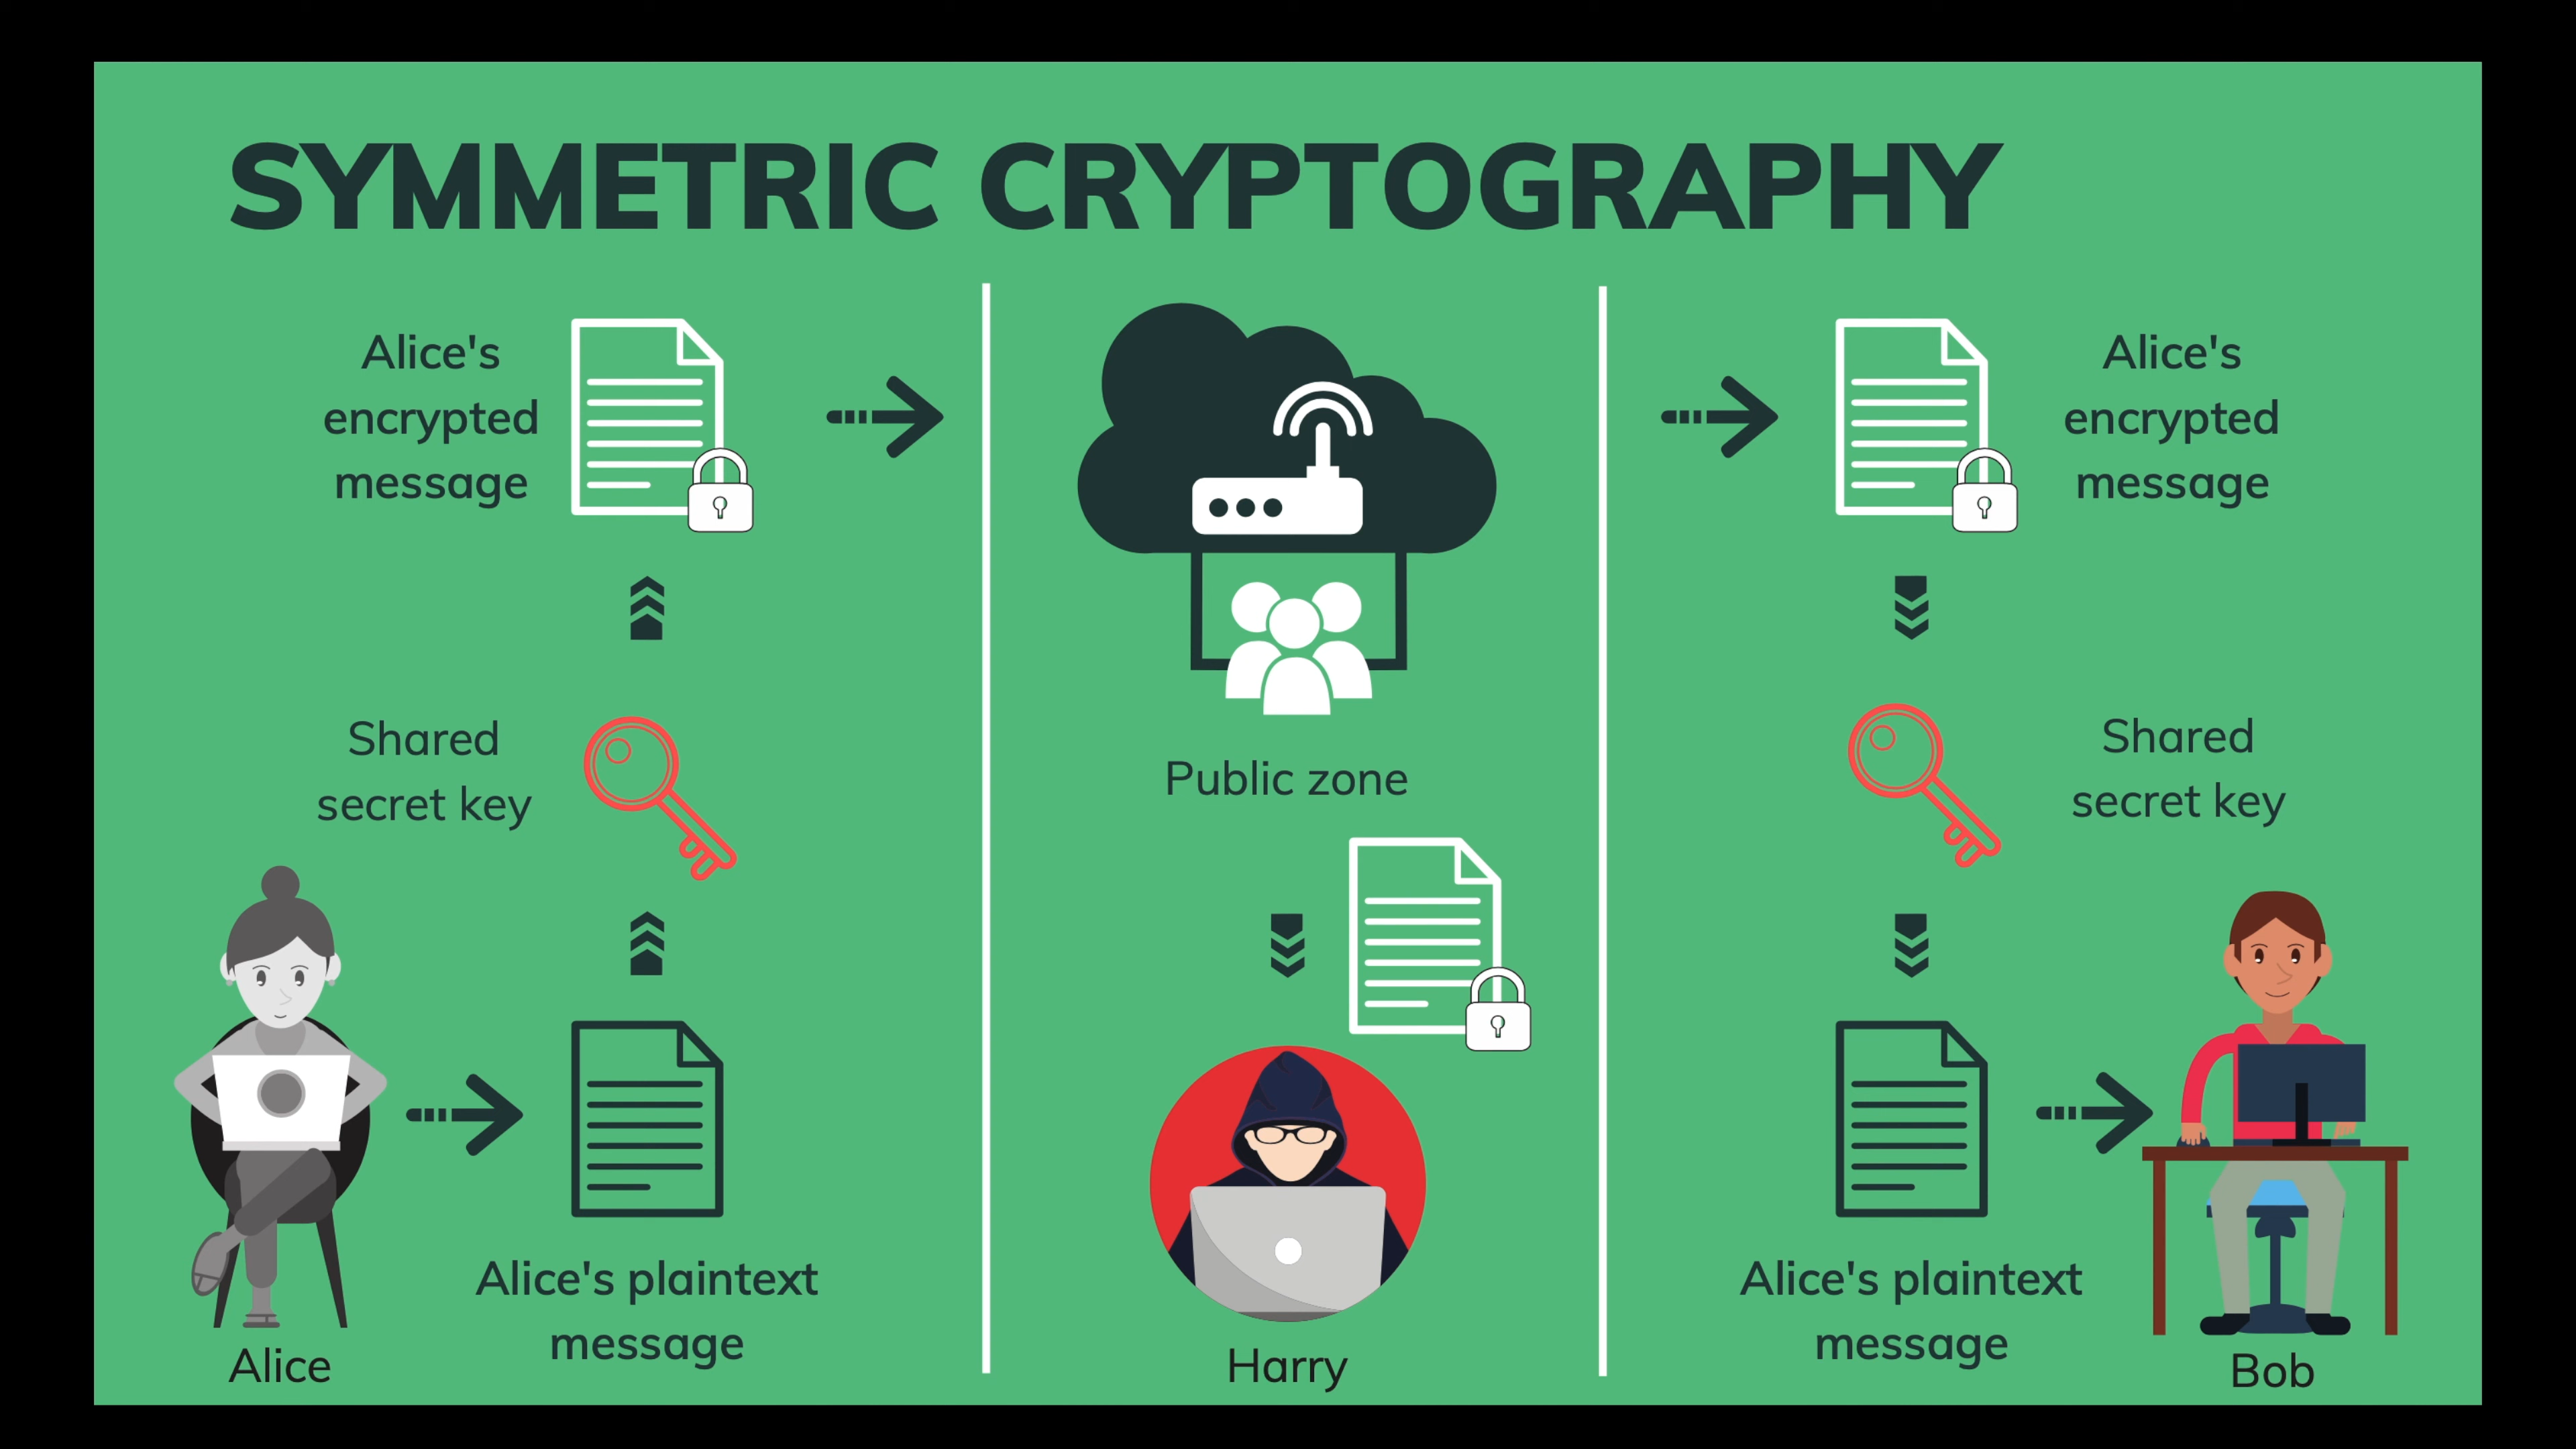 SYMMETRIC CRYPTOGRAPHY
Alice's
encrypted
message
Shared
secret key
Alice's plaintext
message
Alice
Public zone
Harry
Alice's
encrypted
message
Shared
secret key
Alice's plaintext
message
Bob